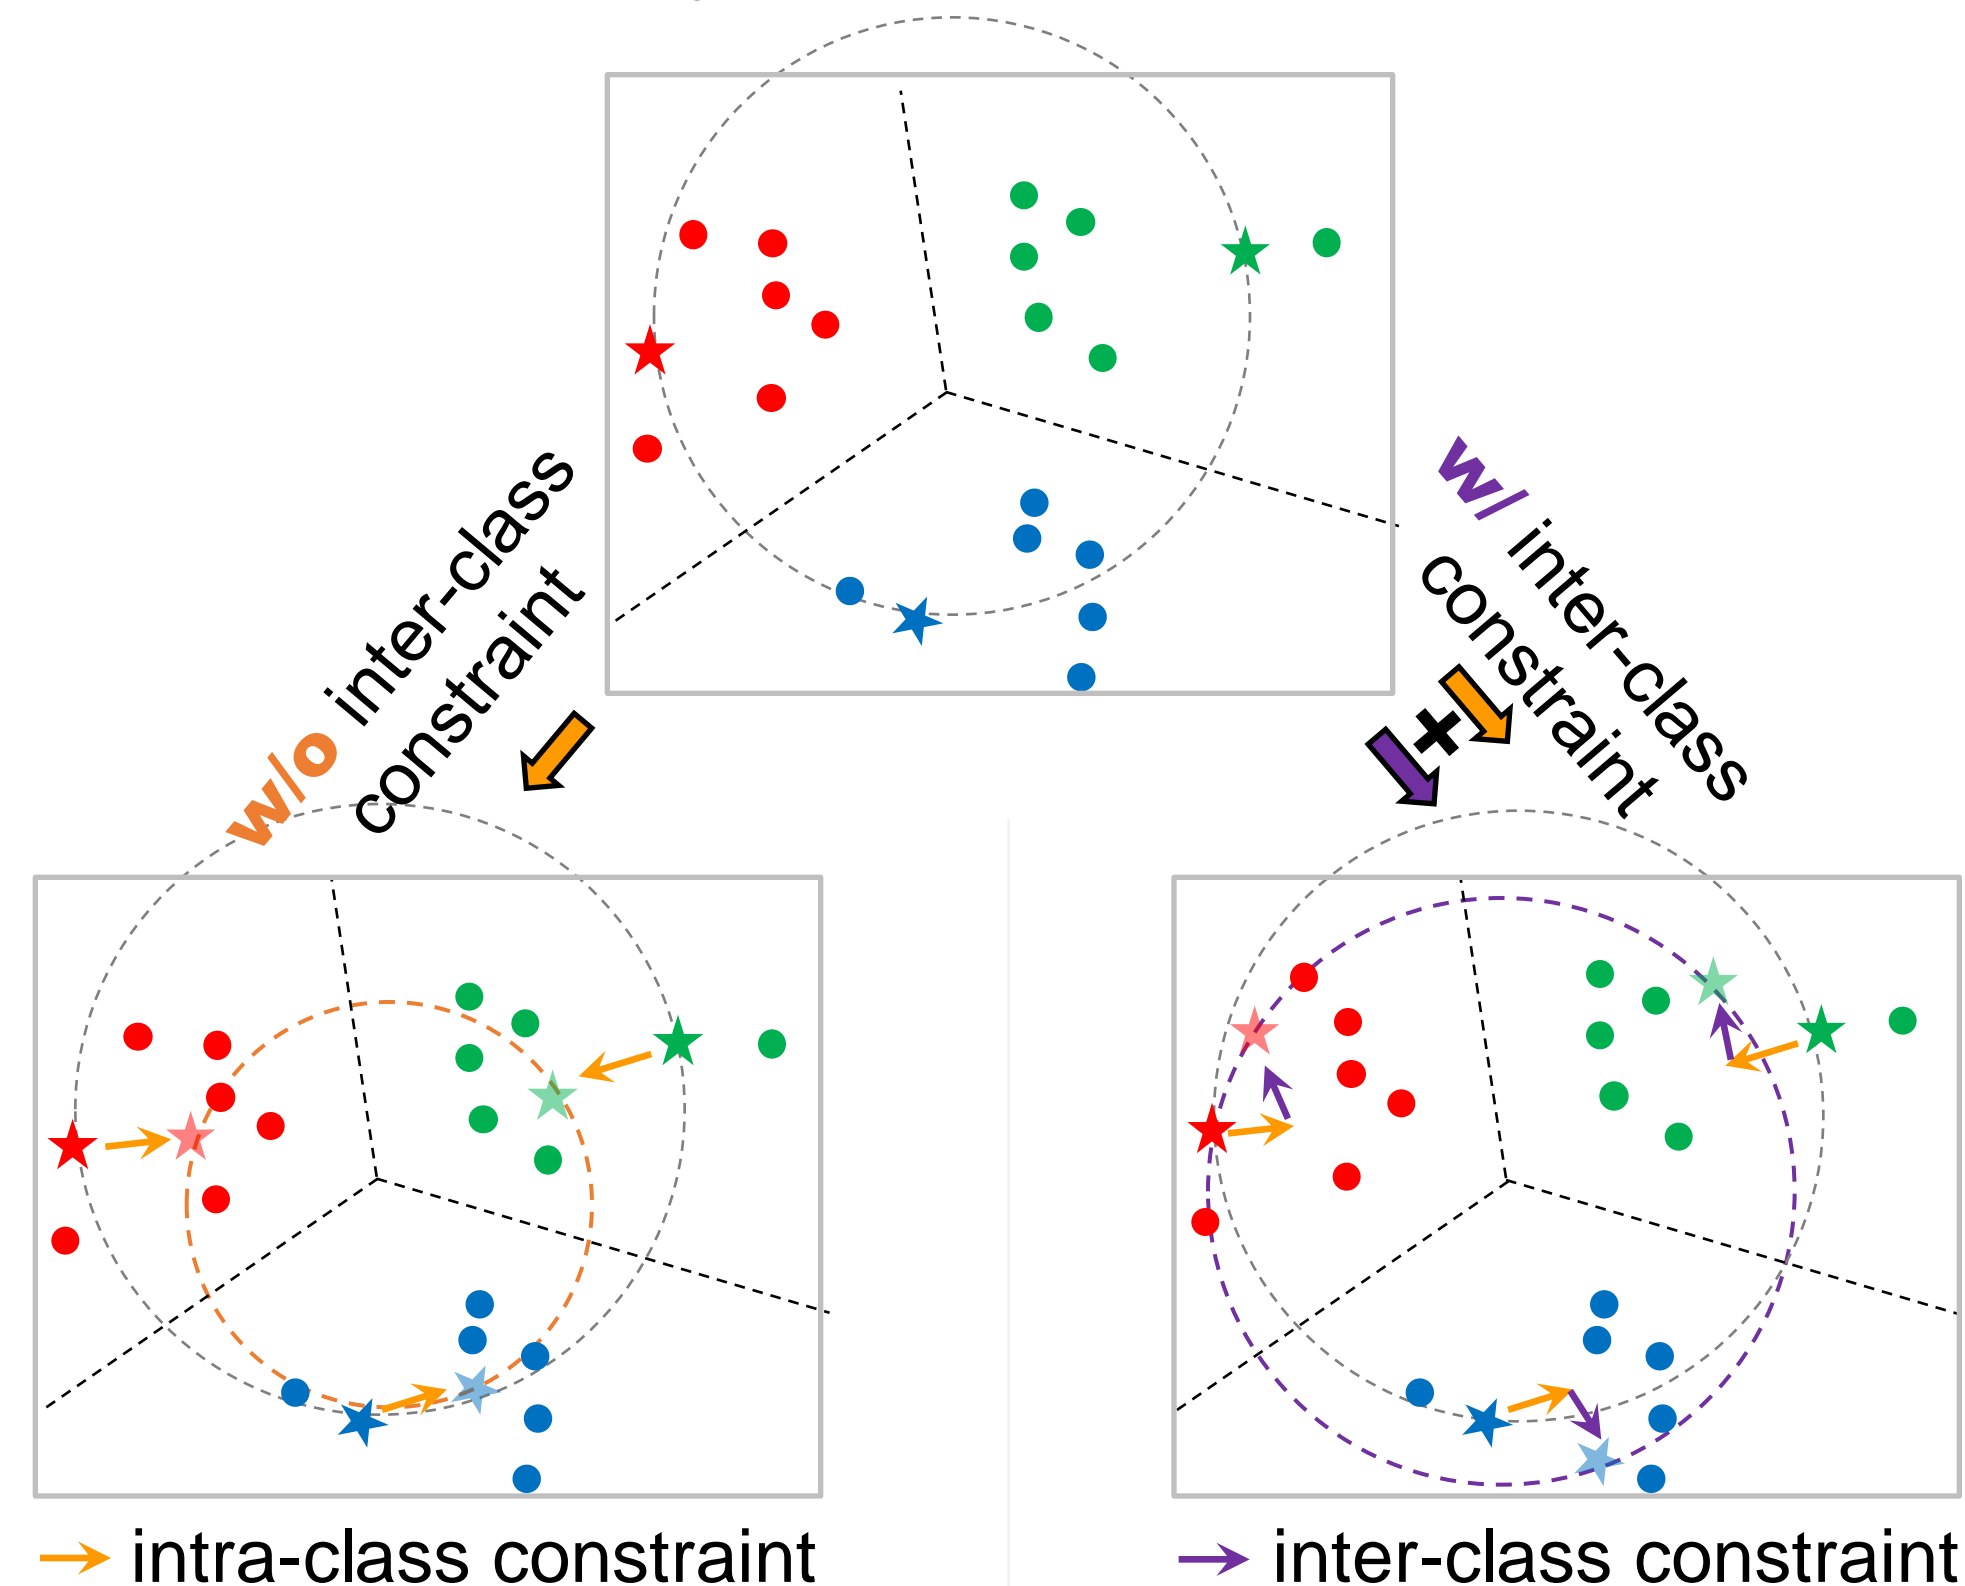 w/o inter-class
constraint
w/ inter-class
constraint
+
intra-class constraint
inter-class constraint